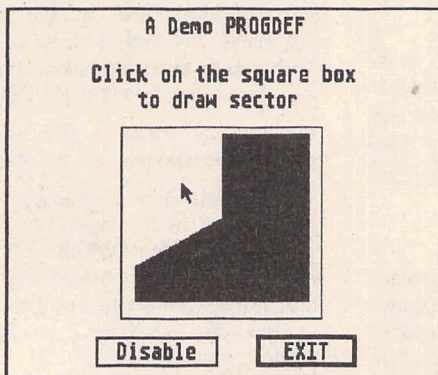 A Demo PROGDEF
Click on the square box
to draw sector
Disable
EXIT